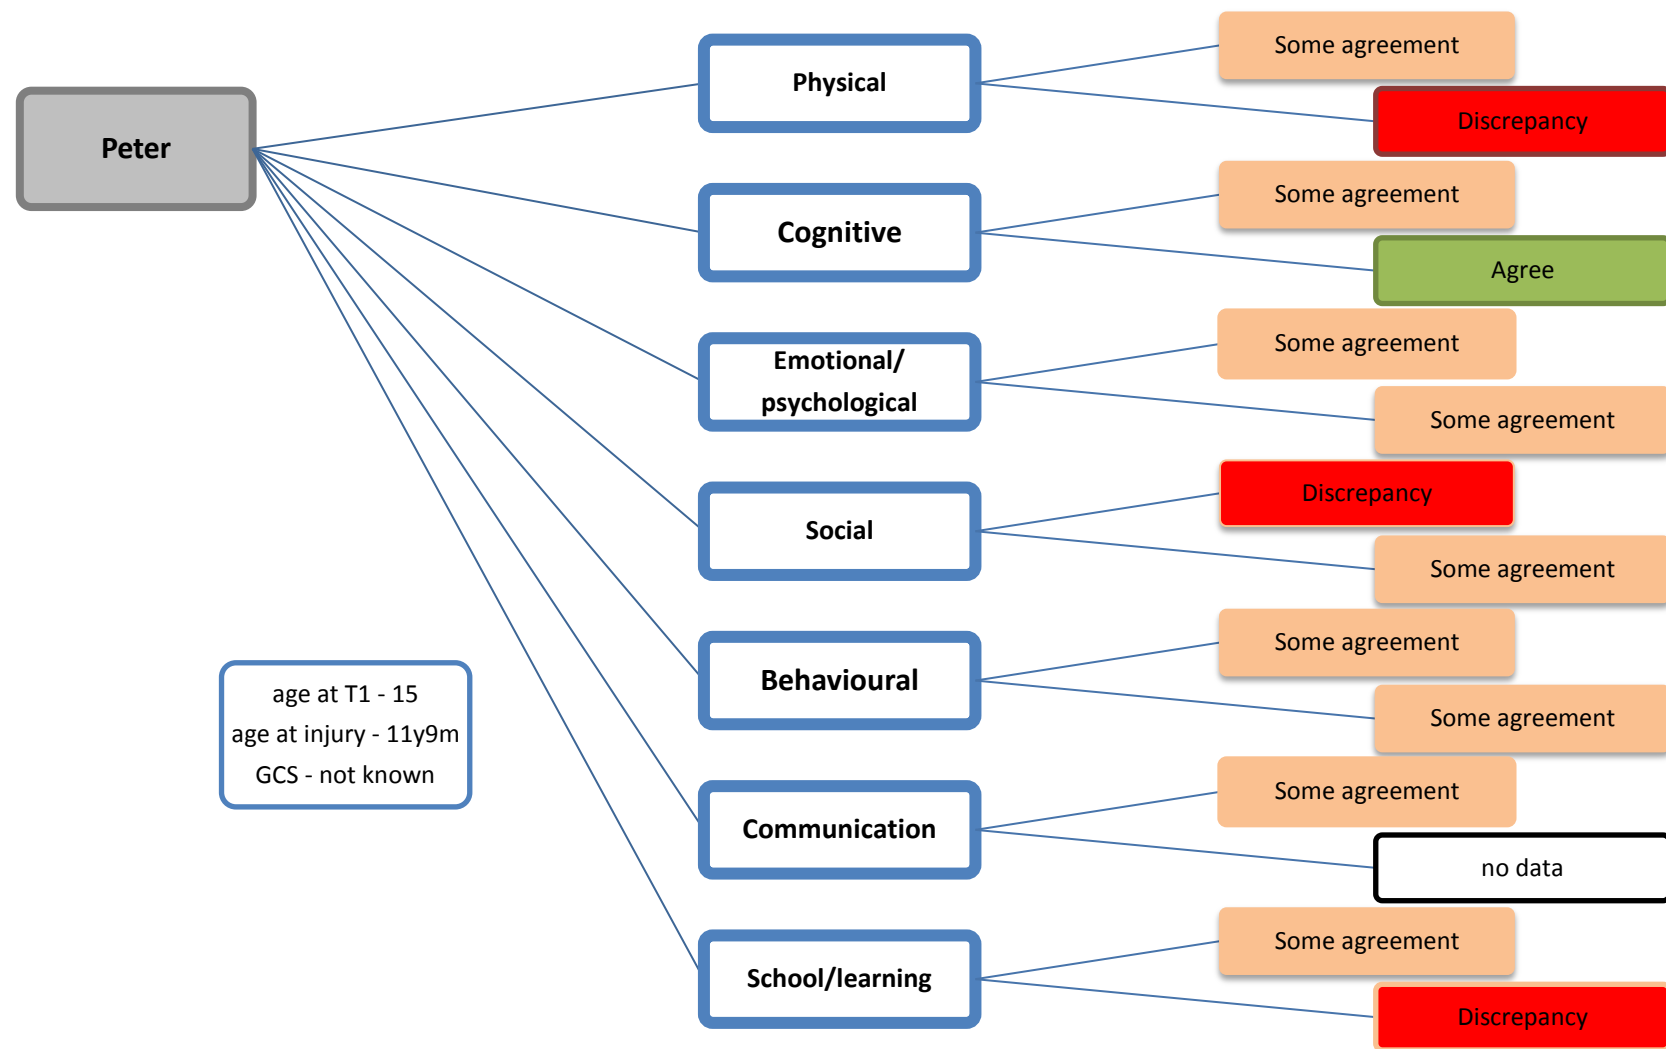 Peter
Physical
Some agreement
Discrepancy
Cognitive
Some agreement
Agree
Emotional/
psychological
Some agreement
Some agreement
Social
Discrepancy
Some agreement
Behavioural
Some agreement
Some agreement
Communication
Some agreement
no data
School/learning
Some agreement
Discrepancy
age at T1 - 15
age at injury - 11y9m
GCS - not known